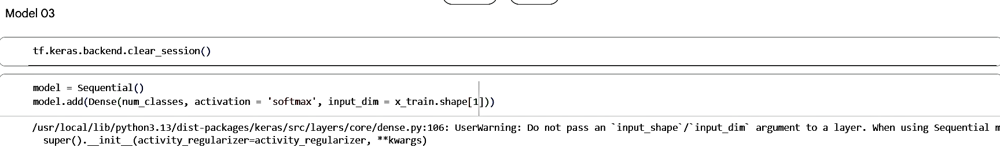 Model 03
tf.keras.backend.clear_session()
model = Sequential()
model.add(Dense(num_classes, activation = 'softmax', input_dim = x_train.shape[1]))
/usr/local/lib/python3.13/dist-packages/keras/src/layers/core/dense.py:106: UserWarning: Do not pass an `input_shape`/`input_dim` argument to a layer. When using Sequential m
super().__init__(activity_regularizer=activity_regularizer, **kwargs)